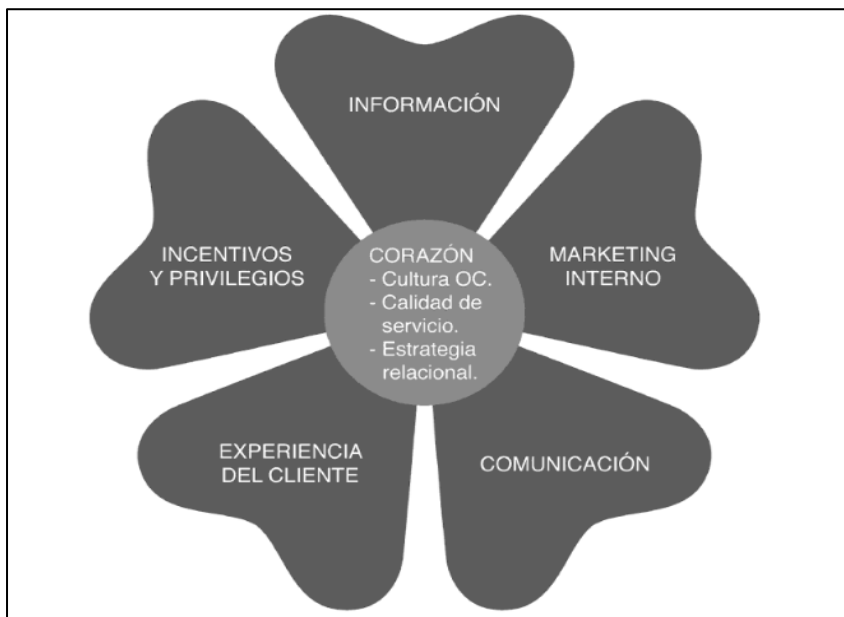 INFORMACIÓN
INCENTIVOS
Y PRIVILEGIOS
CORAZÓN
- Cultura OC.
- Calidad de
servicio.
- Estrategia
relacional.
MARKETING
INTERNO
EXPERIENCIA
DEL CLIENTE
COMUNICACIÓN